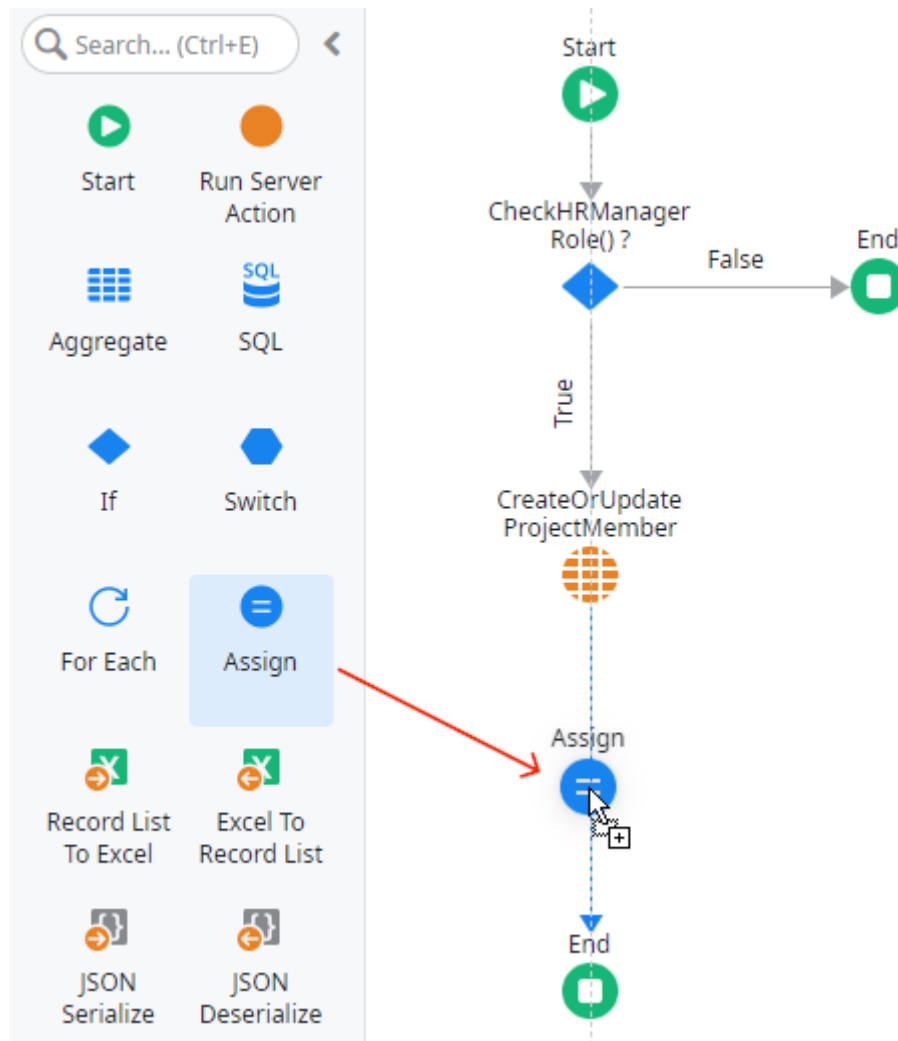 Search... (Ctrl+E)
Start
Run Server
Action
Aggregate
SQL
SQL
If
Switch
For Each
Assign
Record List
To Excel
Excel To
Record List
JSON
Serialize
JSON
Deserialize
Start
CheckHRManager
Role() ?
False
End
True
CreateOrUpdate
ProjectMember
Assign
End